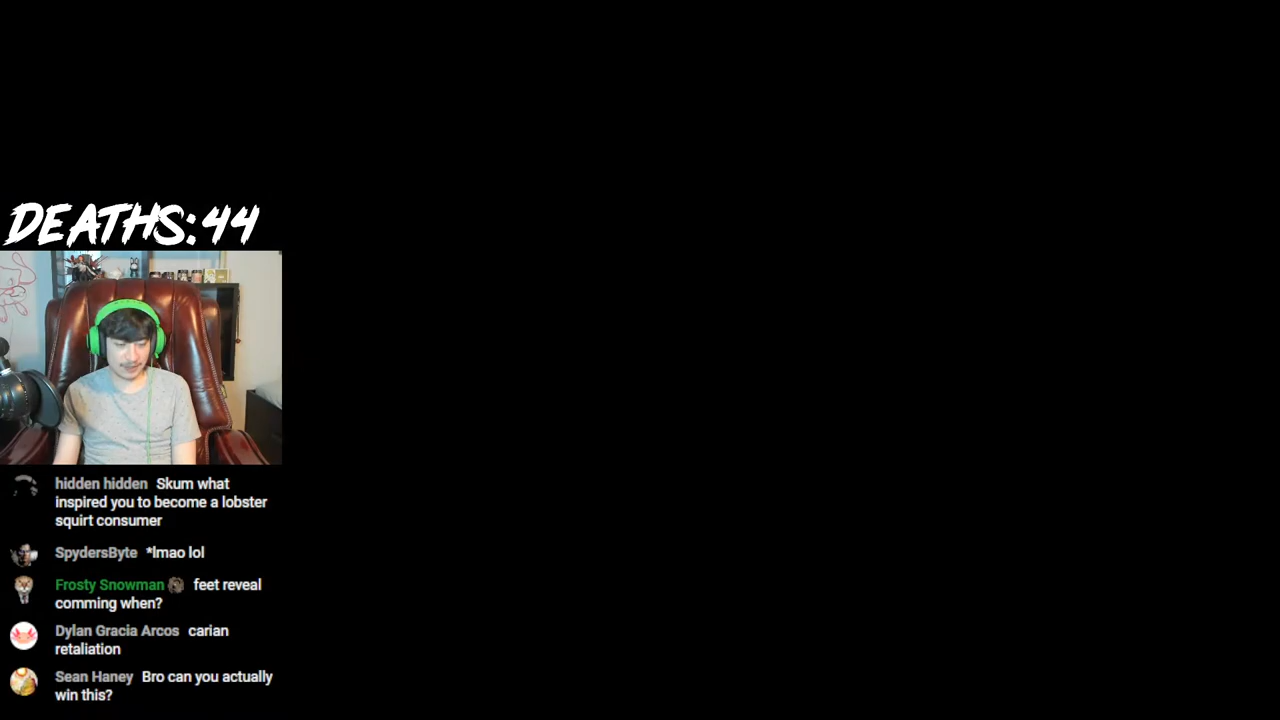 DEATHS:44
hidden hidden Skum what
inspired you to become a lobster
squirt consumer
SpydersByte *lmao lol
Frosty Snowman feet reveal
comming when?
Dylan Gracia Arcos carian
retaliation
Sean Haney Bro can you actually
win this?